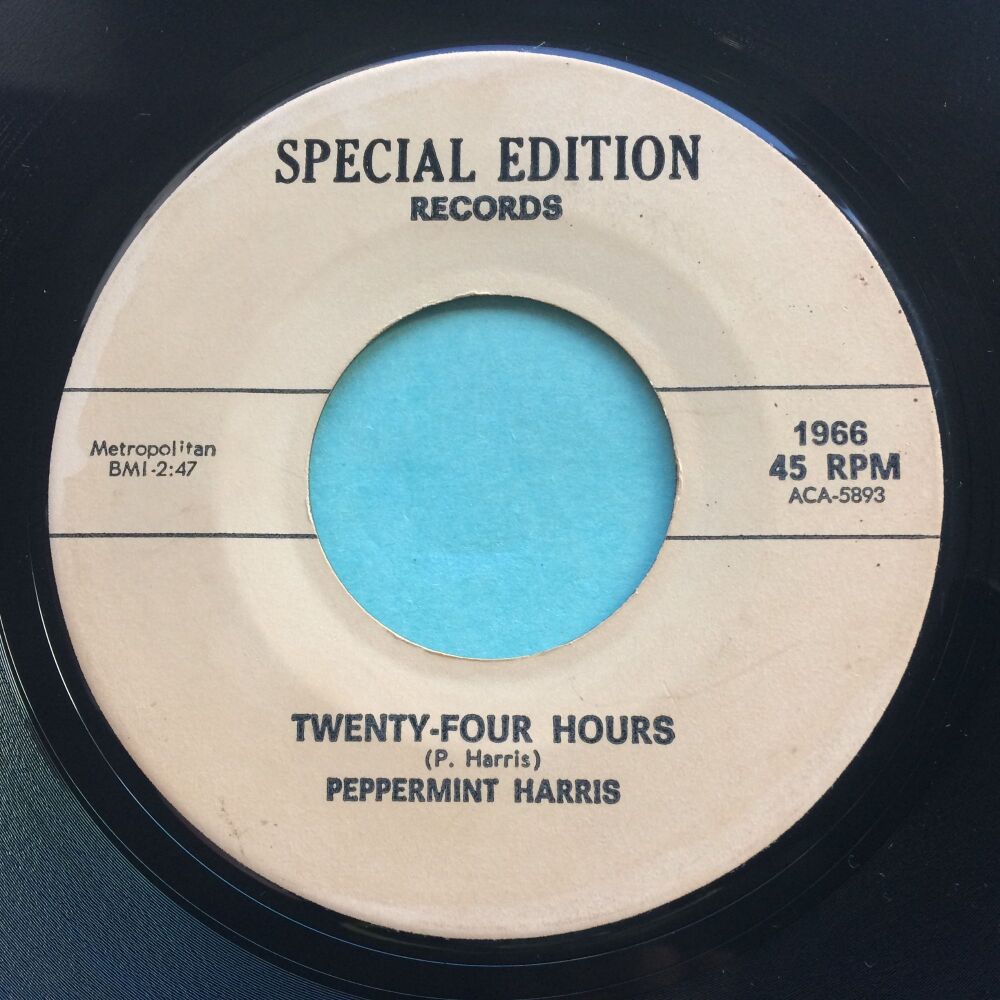 SPECIAL EDITION
RECORDS
Metropolitan
BMI-2:47
1966
45 RPM
ACA-5893
TWENTY-FOUR HOURS
(P. Harris)
PEPPERMINT HARRIS